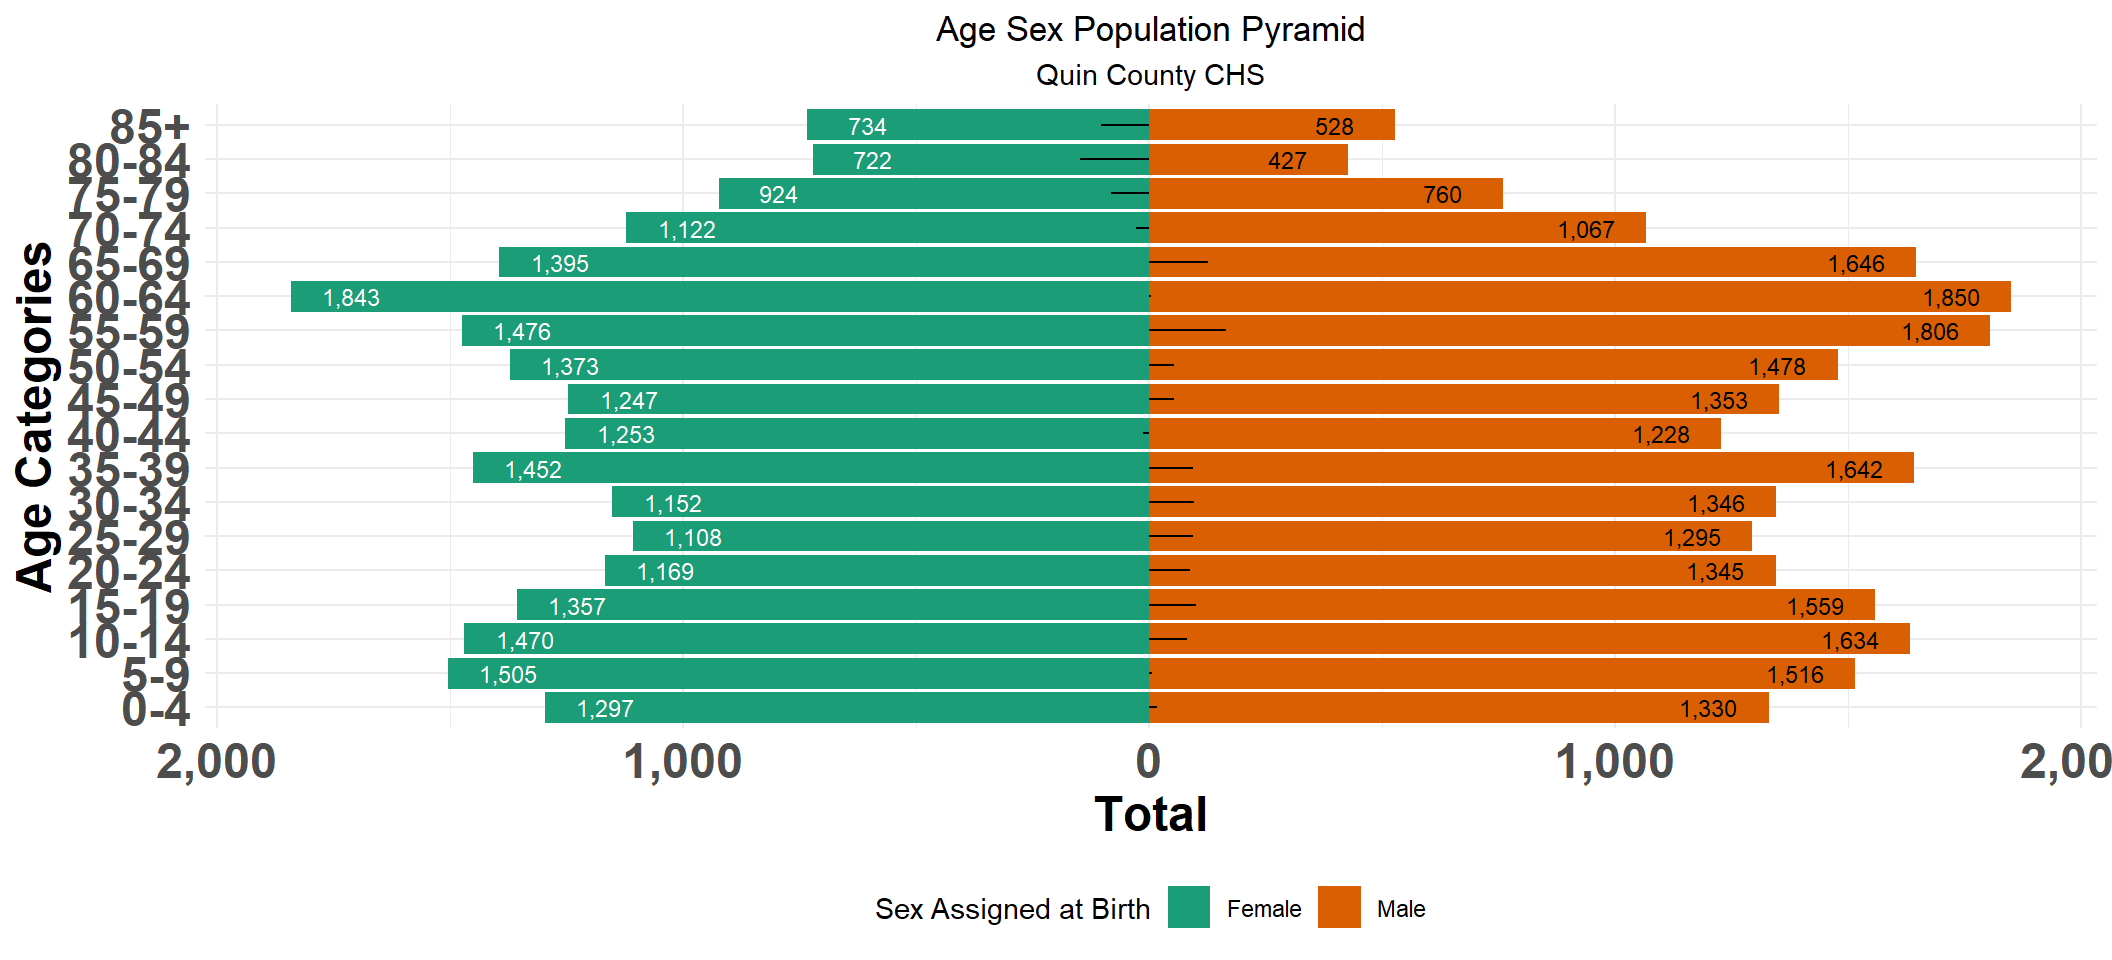 Age Sex Population Pyramid
Quin County CHS
Age Categories
85+ 734 528
80-84 722 427
75-79 924 760
70-74 1,122 1,067
65-69 1,395 1,646
60-64 1,843 1,850
55-59 1,476 1,806
50-54 1,373 1,478
45-49 1,247 1,353
40-44 1,253 1,228
35-39 1,452 1,642
30-34 1,152 1,346
25-29 1,108 1,295
20-24 1,169 1,345
15-19 1,357 1,559
10-14 1,470 1,634
5-9 1,505 1,516
0-4 1,297 1,330
2,000 1,000 0 1,000 2,00
Total
Sex Assigned at Birth Female Male